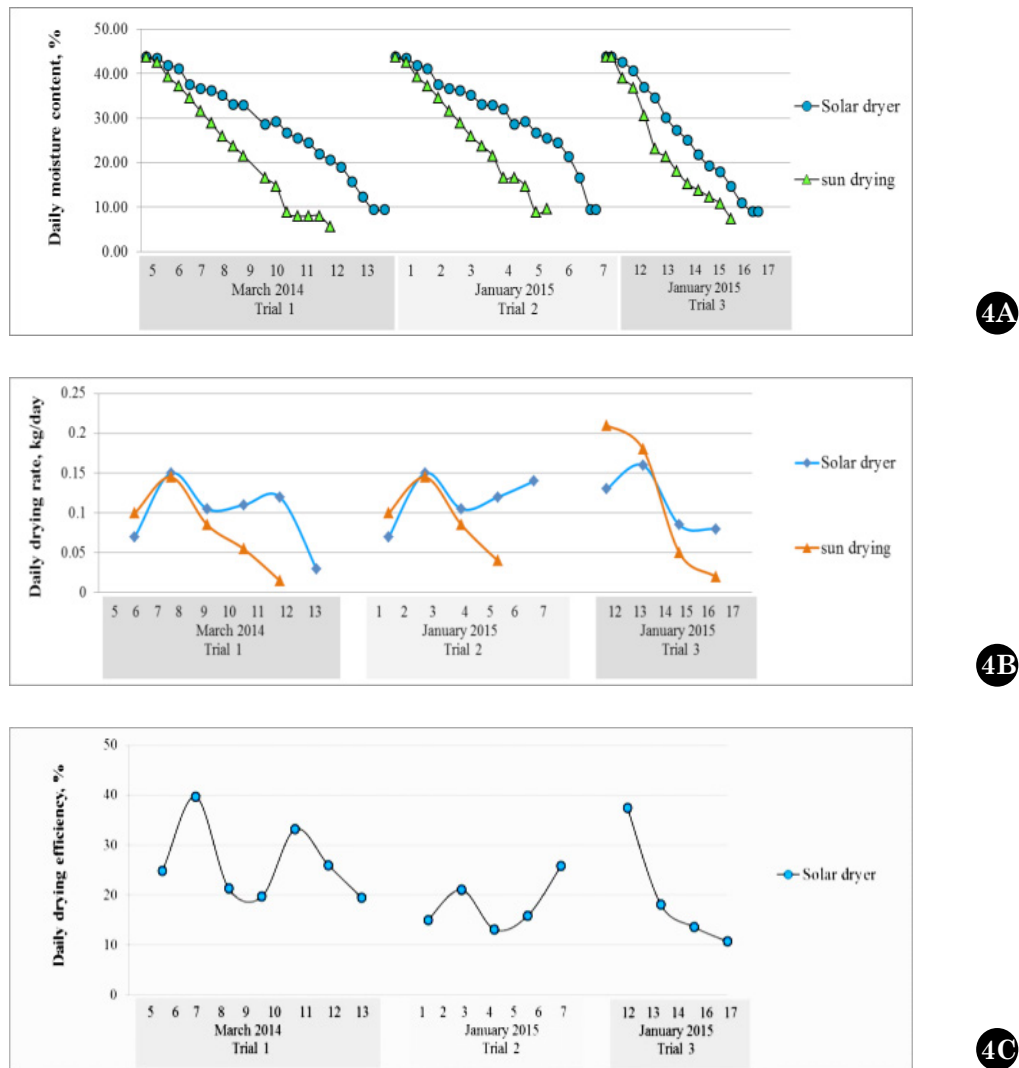 50.00
40.00
30.00
20.00
10.00
0.00
Daily moisture content, %
Solar dryer
sun drying
5 6 7 8 9 10 11 12 13
March 2014
Trial 1
1 2 3 4 5 6 7
January 2015
Trial 2
12 13 14 15 16 17
January 2015
Trial 3
4A
0.25
0.2
0.15
0.1
0.05
0
Daily drying rate, kg/day
Solar dryer
sun drying
5 6 7 8 9 10 11 12 13
March 2014
Trial 1
1 2 3 4 5 6 7
January 2015
Trial 2
12 13 14 15 16 17
January 2015
Trial 3
4B
50
40
30
20
10
0
Daily drying efficiency, %
Solar dryer
5 6 7 8 9 10 11 12 13
March 2014
Trial 1
1 2 3 4 5 6 7
January 2015
Trial 2
12 13 14 16 17
January 2015
Trial 3
4C